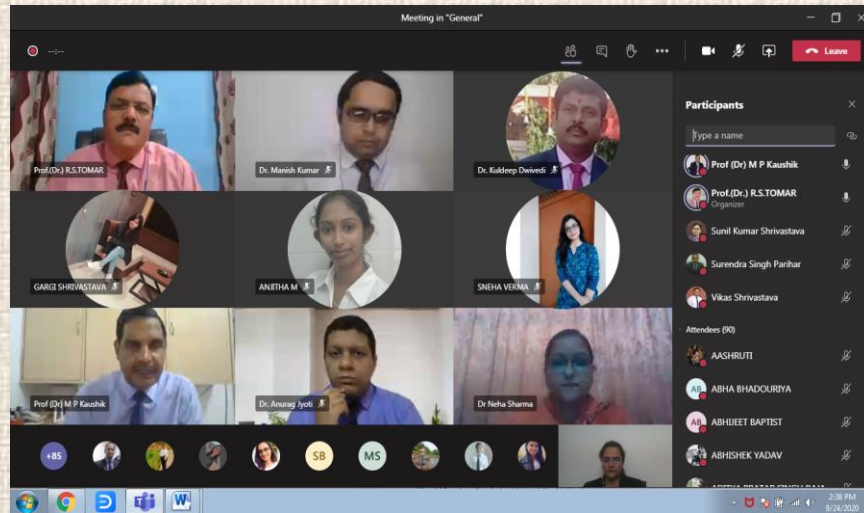 Meeting in "General"
--:--
Leave
Prof.(Dr.) R.S.TOMAR
Dr. Manish Kumar
Dr. Kuldeep Dwivedi
GARGI SHRIVASTAVA
ANJITHA M
SNEHA VERMA
Prof (Dr) M P Kaushik
Dr. Anurag Jyoti
Dr Neha Sharma
+85
SB
MS
Participants
Type a name
Prof (Dr) M P Kaushik
Prof.(Dr.) R.S.TOMAR
Organizer
Sunil Kumar Shrivastava
Surendra Singh Parihar
Vikas Shrivastava
Attendees (90)
AASHRUTI
AB ABHA BHADOURIYA
AB ABHIJEET BAPTIST
ABHISHEK YADAV
2:38 PM
9/24/2020